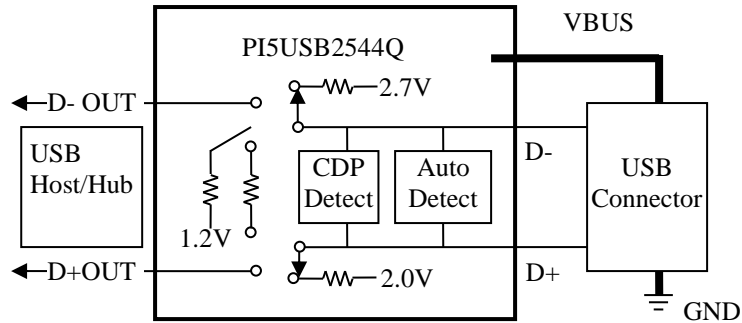 VBUS
PI5USB2544Q
2.7V
D- OUT
USB
Host/Hub
CDP
Detect
Auto
Detect
D-
USB
Connector
1.2V
D+OUT
2.0V
D+
GND